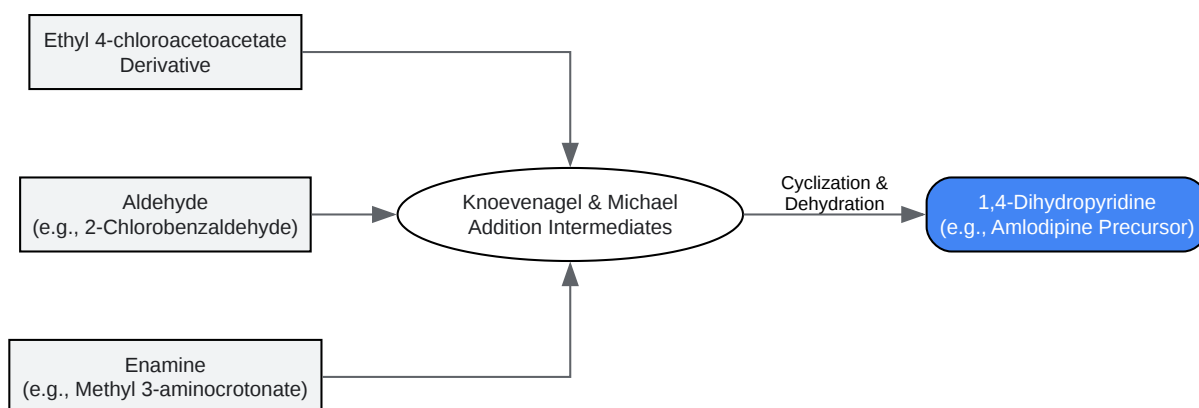 Ethyl 4-chloroacetoacetate
Derivative
Aldehyde
(e.g., 2-Chlorobenzaldehyde)
Enamine
(e.g., Methyl 3-aminocrotonate)
Knoevenagel & Michael
Addition Intermediates
Cyclization &
Dehydration
1,4-Dihydropyridine
(e.g., Amlodipine Precursor)